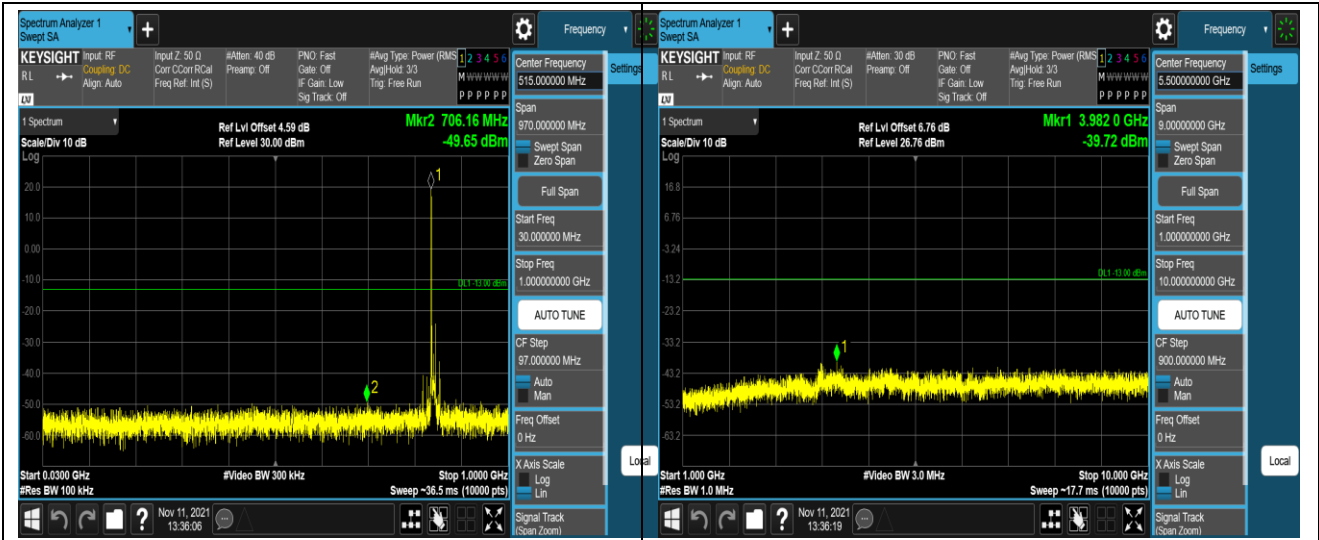 Spectrum Analyzer 1
Swept SA
+
Frequency
KEYSIGHT
Input: RF
Coupling: DC
Align: Auto
Input Z: 50 Ω
Corr CCorr RCal
Freq Ref: Int (S)
#Atten: 40 dB
Preamp: Off
PNO: Fast
Gate: Off
IF Gain: Low
Sig Track: Off
#Avg Type: Power (RMS
Avg|Hold: 3/3
Trig: Free Run
1 2 3 4 5 6
M W W W W W
P P P P P P
RL
LXI
Center Frequency
515.000000 MHz
Settings
1 Spectrum
Scale/Div 10 dB
Log
Ref Lvl Offset 4.59 dB
Ref Level 30.00 dBm
Mkr2 706.16 MHz
-49.65 dBm
Span
970.000000 MHz
Swept Span
Zero Span
Full Span
Start Freq
30.000000 MHz
Stop Freq
1.000000000 GHz
AUTO TUNE
CF Step
97.000000 MHz
Auto
Man
Freq Offset
0 Hz
X Axis Scale
Log
Lin
Signal Track
(Span Zoom)
Local
20.0
10.0
0.00
-10.0
-20.0
-30.0
-40.0
-50.0
-60.0
1
2
DL1 -13.00 dBm
Start 0.0300 GHz
#Res BW 100 kHz
#Video BW 300 kHz
Stop 1.0000 GHz
Sweep ~36.5 ms (10000 pts)
?
Nov 11, 2021
13:36:06
Spectrum Analyzer 1
Swept SA
+
Frequency
KEYSIGHT
Input: RF
Coupling: DC
Align: Auto
Input Z: 50 Ω
Corr CCorr RCal
Freq Ref: Int (S)
#Atten: 30 dB
Preamp: Off
PNO: Fast
Gate: Off
IF Gain: Low
Sig Track: Off
#Avg Type: Power (RMS
Avg|Hold: 3/3
Trig: Free Run
1 2 3 4 5 6
M W W W W W
P P P P P P
RL
LXI
Center Frequency
5.500000000 GHz
Settings
1 Spectrum
Scale/Div 10 dB
Log
Ref Lvl Offset 6.76 dB
Ref Level 26.76 dBm
Mkr1 3.982 0 GHz
-39.72 dBm
Span
9.00000000 GHz
Swept Span
Zero Span
Full Span
Start Freq
1.000000000 GHz
Stop Freq
10.000000000 GHz
AUTO TUNE
CF Step
900.000000 MHz
Auto
Man
Freq Offset
0 Hz
X Axis Scale
Log
Lin
Signal Track
(Span Zoom)
Local
16.8
6.76
-3.24
-13.2
-23.2
-33.2
-43.2
-53.2
-63.2
1
DL1 -13.00 dBm
Start 1.000 GHz
#Res BW 1.0 MHz
#Video BW 3.0 MHz
Stop 10.000 GHz
Sweep ~17.7 ms (10000 pts)
?
Nov 11, 2021
13:36:19